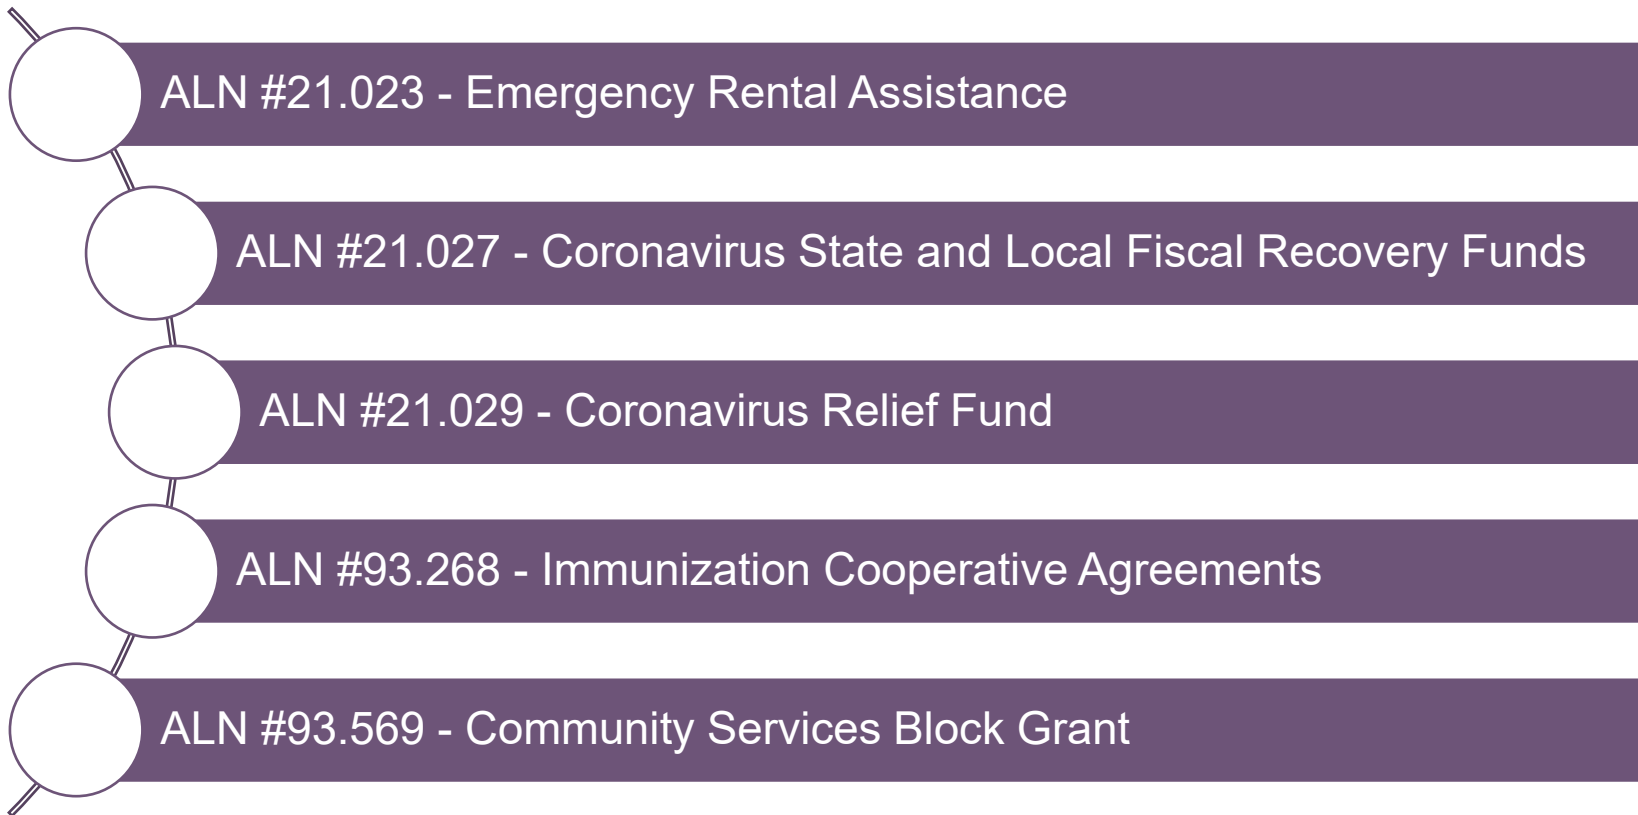 ALN #21.023 - Emergency Rental Assistance
ALN #21.027 - Coronavirus State and Local Fiscal Recovery Funds
ALN #21.029 - Coronavirus Relief Fund
ALN #93.268 - Immunization Cooperative Agreements
ALN #93.569 - Community Services Block Grant